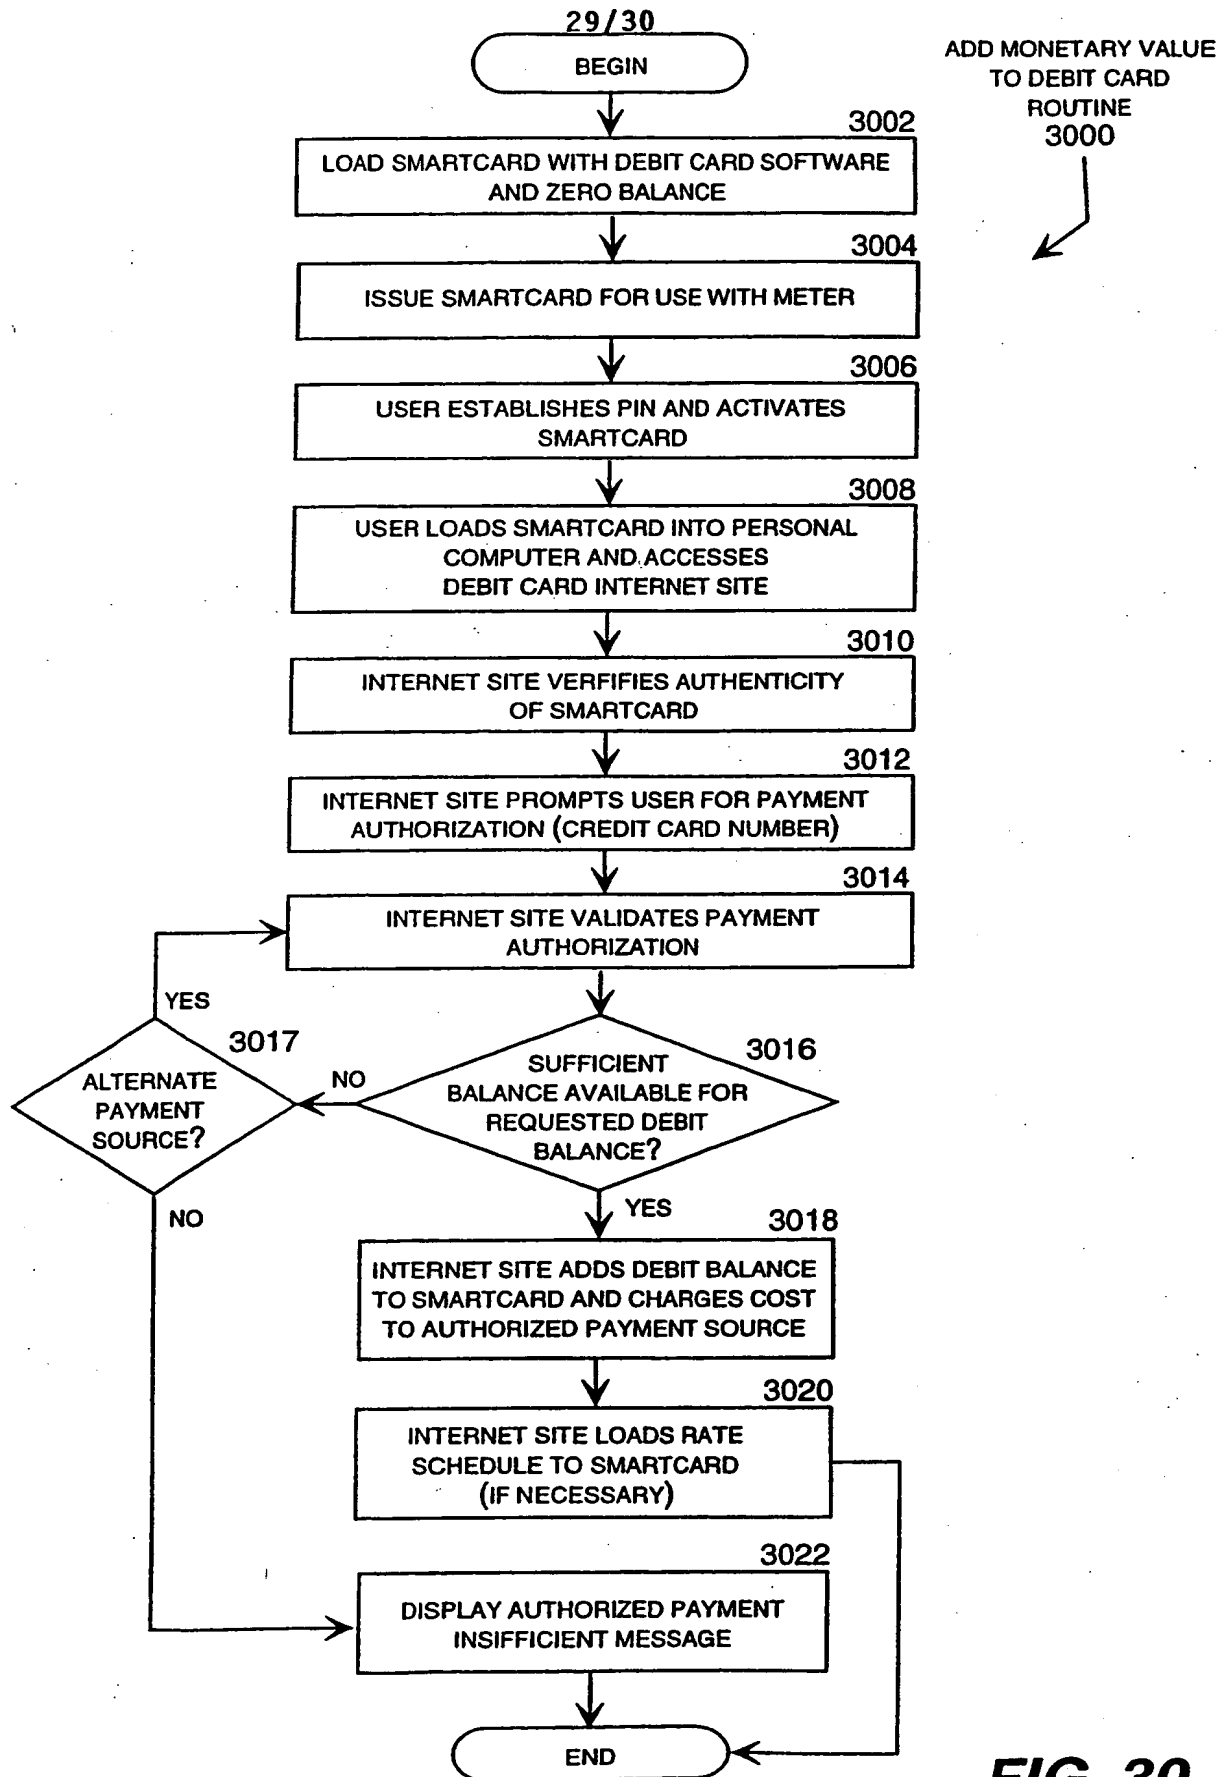 29/30
BEGIN
ADD MONETARY VALUE
TO DEBIT CARD
ROUTINE
3000
3002
LOAD SMARTCARD WITH DEBIT CARD SOFTWARE
AND ZERO BALANCE
3004
ISSUE SMARTCARD FOR USE WITH METER
3006
USER ESTABLISHES PIN AND ACTIVATES
SMARTCARD
3008
USER LOADS SMARTCARD INTO PERSONAL
COMPUTER AND ACCESSES
DEBIT CARD INTERNET SITE
3010
INTERNET SITE VERFIFIES AUTHENTICITY
OF SMARTCARD
3012
INTERNET SITE PROMPTS USER FOR PAYMENT
AUTHORIZATION (CREDIT CARD NUMBER)
3014
INTERNET SITE VALIDATES PAYMENT
AUTHORIZATION
YES
3017
ALTERNATE
PAYMENT
SOURCE?
NO
NO
3016
SUFFICIENT
BALANCE AVAILABLE FOR
REQUESTED DEBIT
BALANCE?
YES
3018
INTERNET SITE ADDS DEBIT BALANCE
TO SMARTCARD AND CHARGES COST
TO AUTHORIZED PAYMENT SOURCE
3020
INTERNET SITE LOADS RATE
SCHEDULE TO SMARTCARD
(IF NECESSARY)
3022
DISPLAY AUTHORIZED PAYMENT
INSIFFICIENT MESSAGE
END
FIG. 30